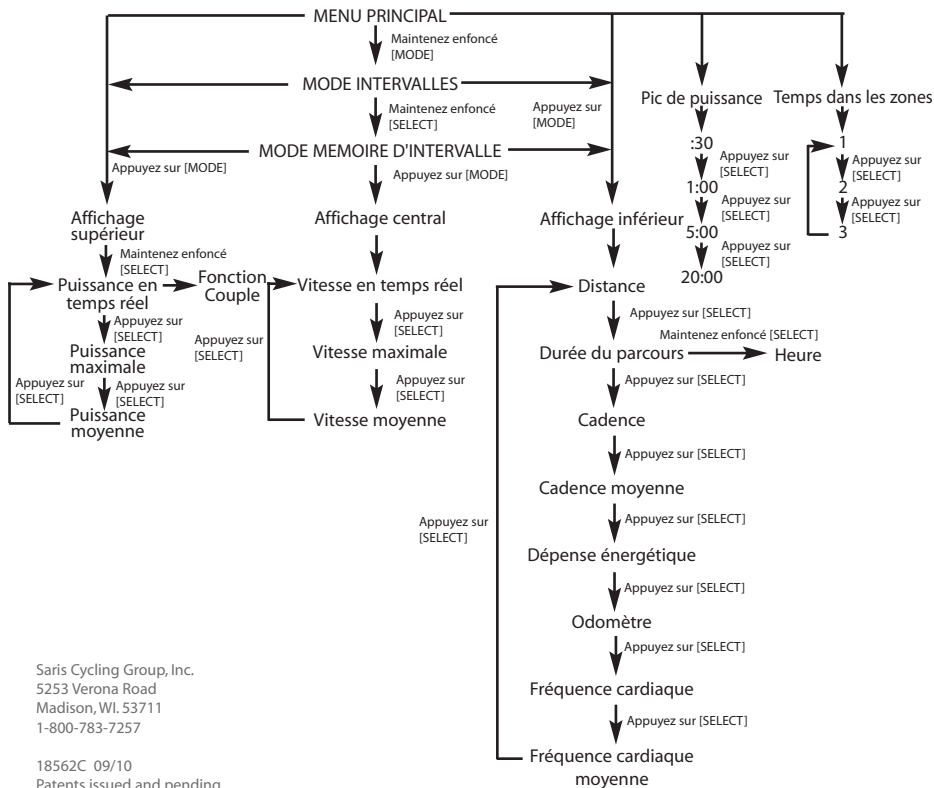 MENU PRINCIPAL
Maintenez enfoncé
[MODE]
MODE INTERVALLES
Maintenez enfoncé
[SELECT]
Appuyez sur
[MODE]
MODE MEMOIRE D'INTERVALLE
Appuyez sur [MODE]
Appuyez sur [MODE]
Affichage
supérieur
Maintenez enfoncé
[SELECT]
Puissance en
temps réel
Fonction
Couple
Appuyez sur
[SELECT]
Puissance
maximale
Appuyez sur
[SELECT]
Appuyez sur
[SELECT]
Puissance
moyenne
Affichage central
Vitesse en temps réel
Appuyez sur
[SELECT]
Appuyez sur
[SELECT]
Vitesse maximale
Appuyez sur
[SELECT]
Vitesse moyenne
Affichage inférieur
Distance
Appuyez sur [SELECT]
Durée du parcours
Maintenez enfoncé [SELECT]
Heure
Appuyez sur [SELECT]
Cadence
Appuyez sur [SELECT]
Cadence moyenne
Appuyez sur
[SELECT]
Appuyez sur [SELECT]
Dépense énergétique
Appuyez sur [SELECT]
Odomètre
Appuyez sur [SELECT]
Fréquence cardiaque
Appuyez sur [SELECT]
Fréquence cardiaque
moyenne
Pic de puissance
:30
Appuyez sur
[SELECT]
1:00
Appuyez sur
[SELECT]
5:00
Appuyez sur
[SELECT]
20:00
Temps dans les zones
1
Appuyez sur
[SELECT]
2
Appuyez sur
[SELECT]
3
Saris Cycling Group, Inc.
5253 Verona Road
Madison, WI. 53711
1-800-783-7257
18562C 09/10
Patents issued and pending